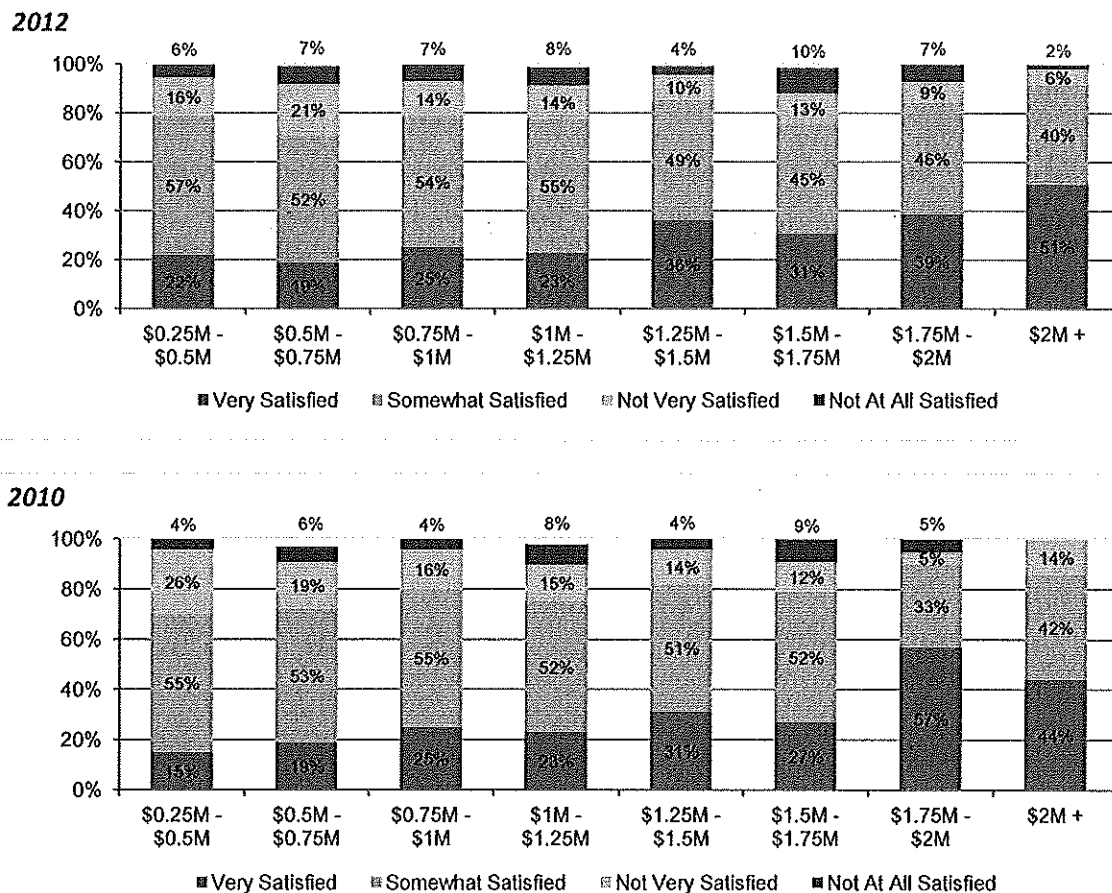 2012
6% 7% 7% 8% 4% 10% 7% 2%
100%
16% 21% 14% 14% 10% 13% 9% 6%
80%
60%
57% 52% 54% 55% 49% 45% 46% 40%
40%
20%
22% 19% 25% 23% 36% 31% 39% 51%
0%
$0.25M - $0.5M - $0.75M - $1M - $1.25M - $1.5M - $1.75M - $2M +
$0.5M $0.75M $1M $1.25M $1.5M $1.75M $2M
Very Satisfied Somewhat Satisfied Not Very Satisfied Not At All Satisfied
2010
4% 6% 4% 8% 4% 9% 5%
100%
26% 19% 16% 15% 14% 12% 5% 14%
80%
60%
55% 53% 55% 52% 51% 52% 33% 42%
40%
20%
15% 19% 25% 23% 31% 27% 57% 44%
0%
$0.25M - $0.5M - $0.75M - $1M - $1.25M - $1.5M - $1.75M - $2M +
$0.5M $0.75M $1M $1.25M $1.5M $1.75M $2M
Very Satisfied Somewhat Satisfied Not Very Satisfied Not At All Satisfied